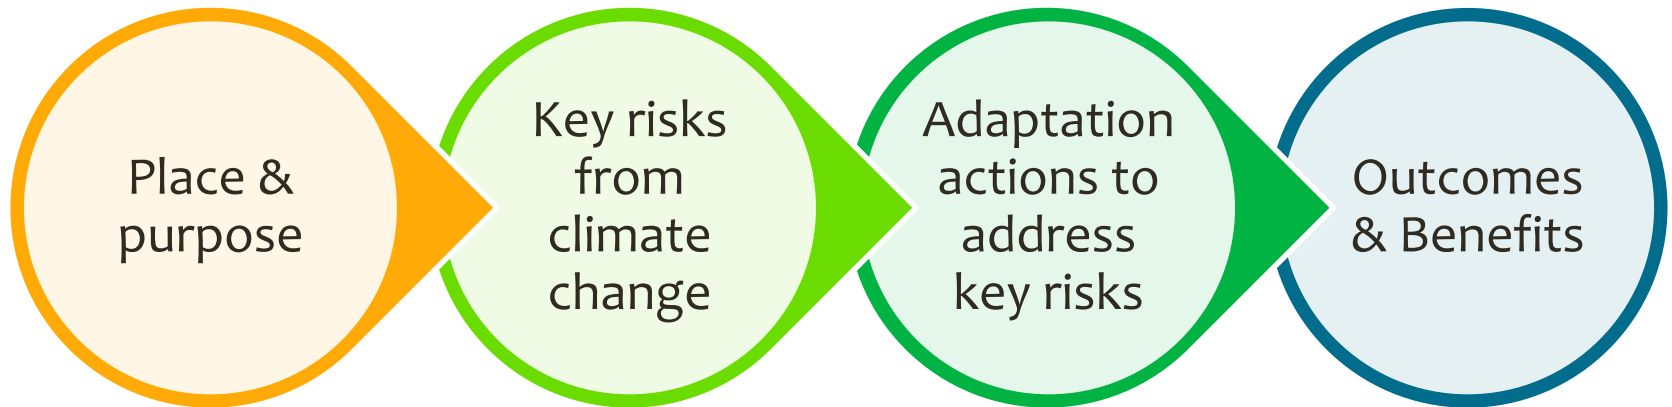 Place &
purpose
Key risks
from
climate
change
Adaptation
actions to
address
key risks
Outcomes
& Benefits